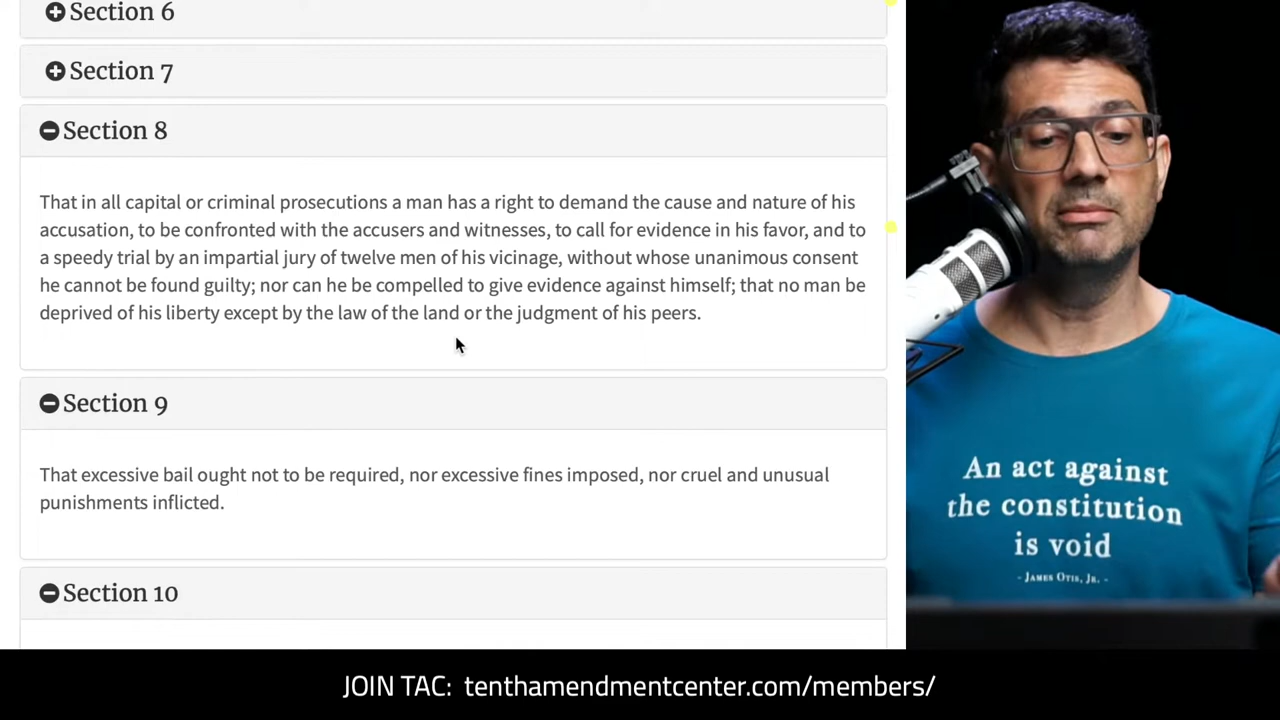 Section 6
Section 7
Section 8
That in all capital or criminal prosecutions a man has a right to demand the cause and nature of his
accusation, to be confronted with the accusers and witnesses, to call for evidence in his favor, and to
a speedy trial by an impartial jury of twelve men of his vicinage, without whose unanimous consent
he cannot be found guilty; nor can he be compelled to give evidence against himself; that no man be
deprived of his liberty except by the law of the land or the judgment of his peers.
Section 9
That excessive bail ought not to be required, nor excessive fines imposed, nor cruel and unusual
punishments inflicted.
Section 10
An act against
the constitution
is void
- James Otis, Jr. -
JOIN TAC: tenthamendmentcenter.com/members/